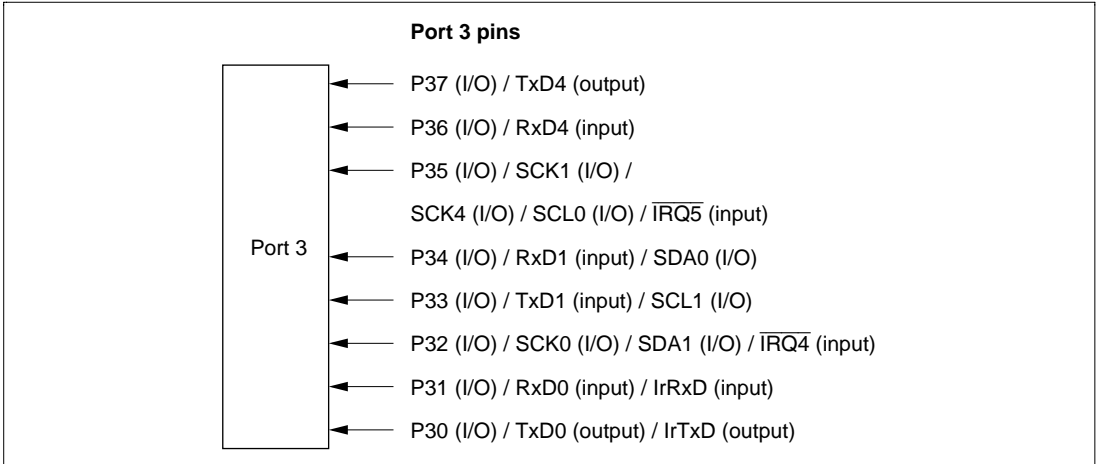 Port 3 pins
P37 (I/O) / TxD4 (output)
P36 (I/O) / RxD4 (input)
P35 (I/O) / SCK1 (I/O) /
SCK4 (I/O) / SCL0 (I/O) / I̅R̅Q̅5̅ (input)
Port 3
P34 (I/O) / RxD1 (input) / SDA0 (I/O)
P33 (I/O) / TxD1 (input) / SCL1 (I/O)
P32 (I/O) / SCK0 (I/O) / SDA1 (I/O) / I̅R̅Q̅4̅ (input)
P31 (I/O) / RxD0 (input) / IrRxD (input)
P30 (I/O) / TxD0 (output) / IrTxD (output)